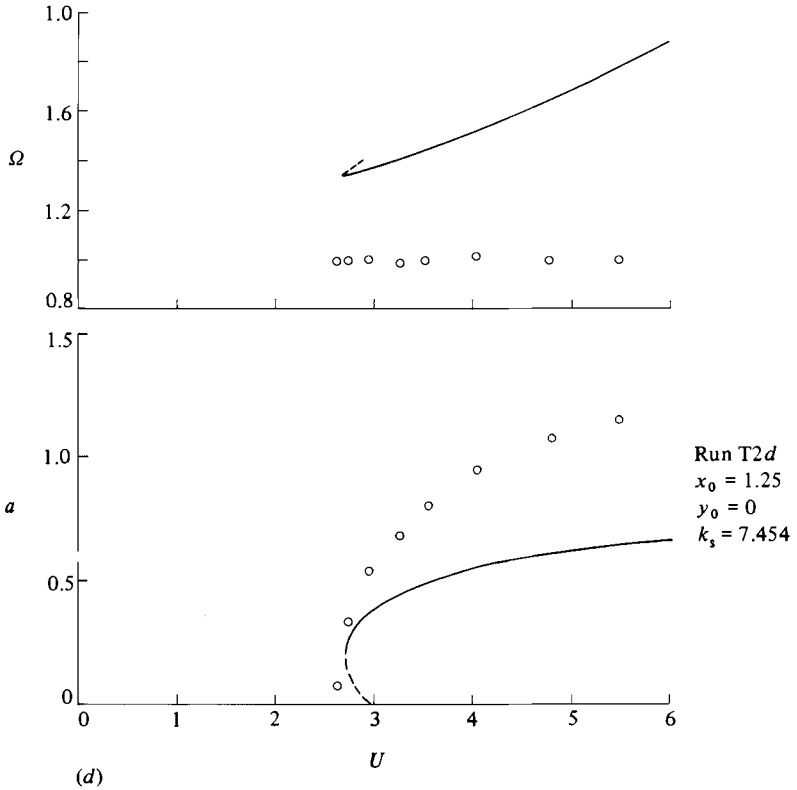 1.0
1.6
Ω
1.2
0.8
1.5
1.0
a
0.5
0
Run T2d
x₀ = 1.25
y₀ = 0
kₛ = 7.454
0 1 2 3 4 5 6
U
(d)